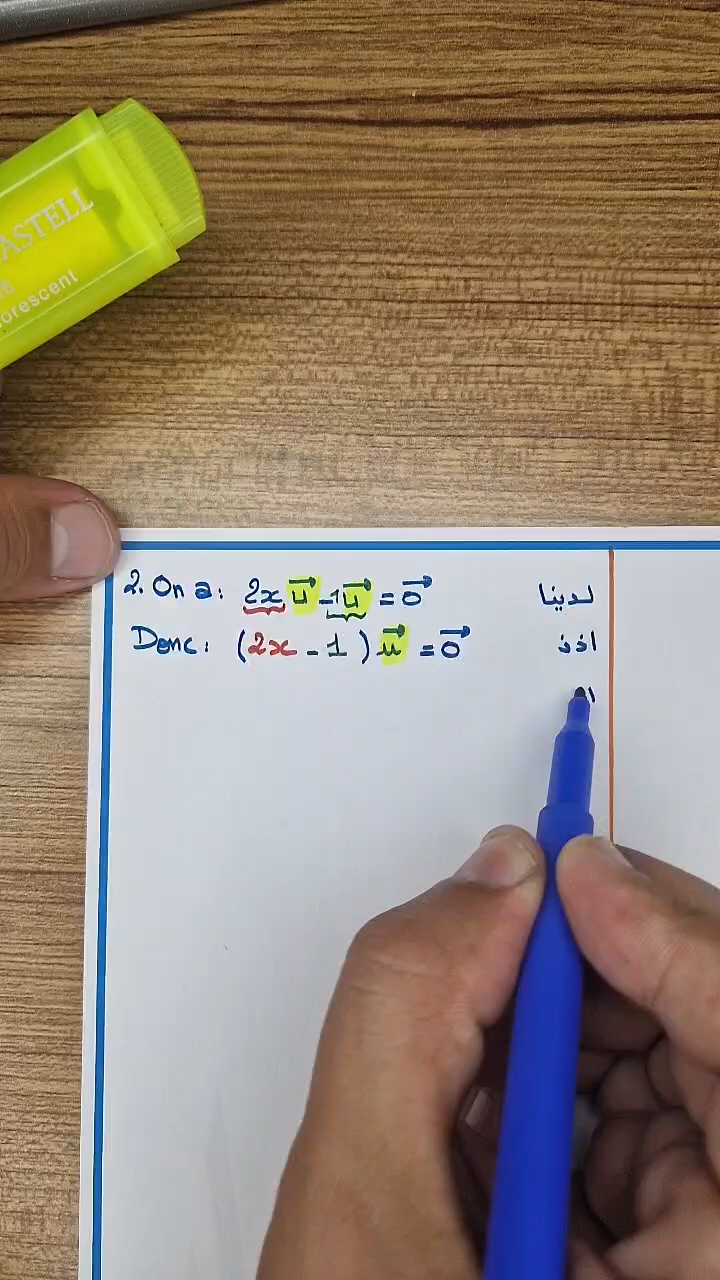 ASTELL
orescent
2. On a : 2x u⃗ - 1u⃗ = 0⃗ لدينا
Donc : (2x - 1) u⃗ = 0⃗ اذن